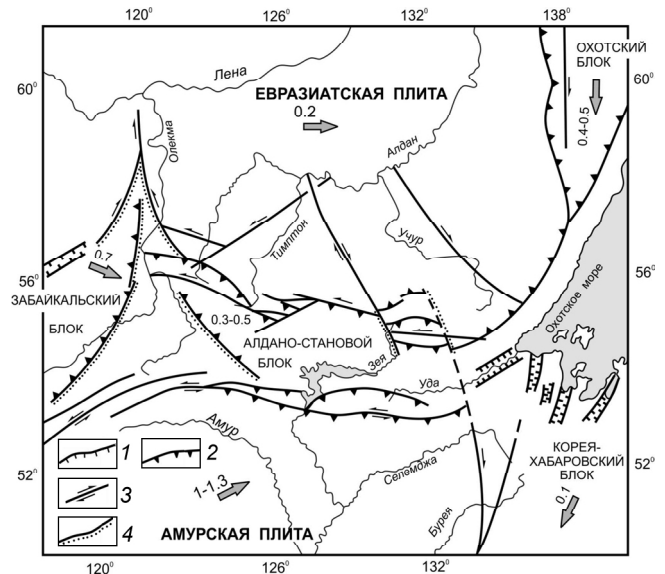 120⁰ 126⁰ 132⁰ 138⁰
ОХОТСКИЙ
БЛОК
60⁰
60⁰
Лена
ЕВРАЗИАТСКАЯ ПЛИТА
0.2
0.4-0.5
Олекма
Алдан
Тимптон
Учур
0.7
56⁰
56⁰
ЗАБАЙКАЛЬСКИЙ
БЛОК
0.3-0.5
АЛДАНО-СТАНОВОЙ
БЛОК
Охотское море
Зея
Уда
Амур
1
2
3
4
52⁰
52⁰
КОРЕЯ-
ХАБАРОВСКИЙ
БЛОК
0.1
Селемджа
1-1.3
Бурея
АМУРСКАЯ ПЛИТА
120⁰ 126⁰ 132⁰